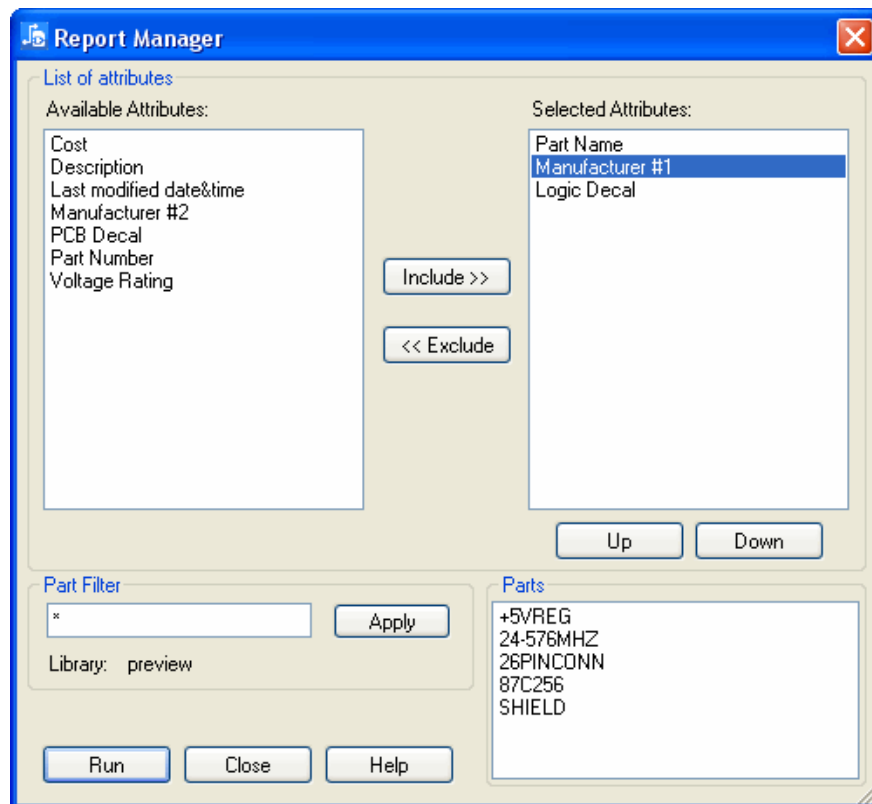 Report Manager
List of attributes
Available Attributes:
Cost
Description
Last modified date&time
Manufacturer #2
PCB Decal
Part Number
Voltage Rating
Include >>
<< Exclude
Selected Attributes:
Part Name
Manufacturer #1
Logic Decal
Up
Down
Part Filter
*
Apply
Library: preview
Parts
+5VREG
24-576MHZ
26PINCONN
87C256
SHIELD
Run
Close
Help